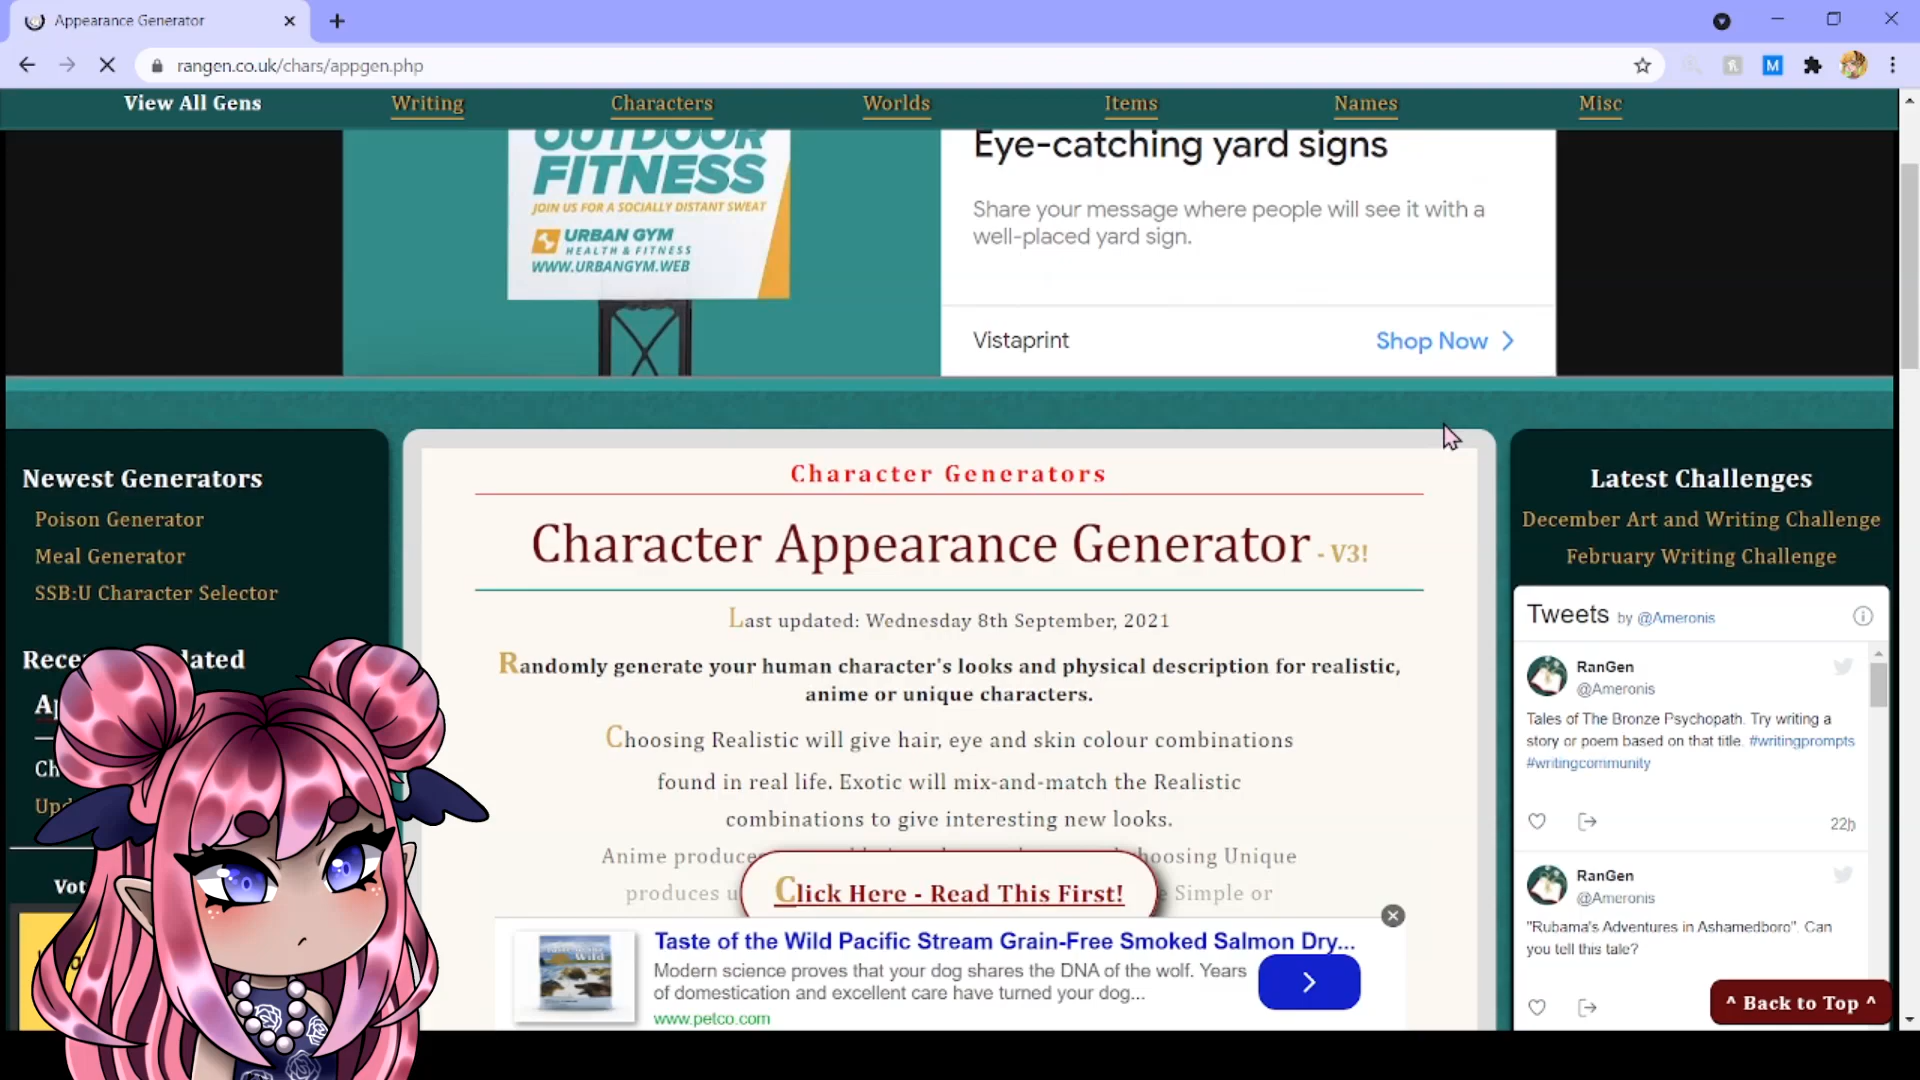 Appearance Generator
rangen.co.uk/chars/appgen.php
M
View All Gens
Writing
Characters
Worlds
Items
Names
Misc
OUTDOOR
FITNESS
JOIN US FOR A SOCIALLY DISTANT SWEAT
URBAN GYM
HEALTH & FITNESS
WWW.URBANGYM.WEB
Eye-catching yard signs
Share your message where people will see it with a
well-placed yard sign.
Vistaprint
Shop Now
Newest Generators
Poison Generator
Meal Generator
SSB:U Character Selector
Character Generators
Character Appearance Generator - V3!
Last updated: Wednesday 8th September, 2021
Randomly generate your human character's looks and physical description for realistic,
anime or unique characters.
Choosing Realistic will give hair, eye and skin colour combinations
found in real life. Exotic will mix-and-match the Realistic
combinations to give interesting new looks.
Anime produce
hoosing Unique
produces u
Simple or
Click Here - Read This First!
Taste of the Wild Pacific Stream Grain-Free Smoked Salmon Dry...
Modern science proves that your dog shares the DNA of the wolf. Years
of domestication and excellent care have turned your dog...
www.petco.com
Latest Challenges
December Art and Writing Challenge
February Writing Challenge
Tweets by @Ameronis
RanGen
@Ameronis
Tales of The Bronze Psychopath. Try writing a
story or poem based on that title. #writingprompts
#writingcommunity
22h
RanGen
@Ameronis
"Rubama's Adventures in Ashamedboro". Can
you tell this tale?
^ Back to Top ^